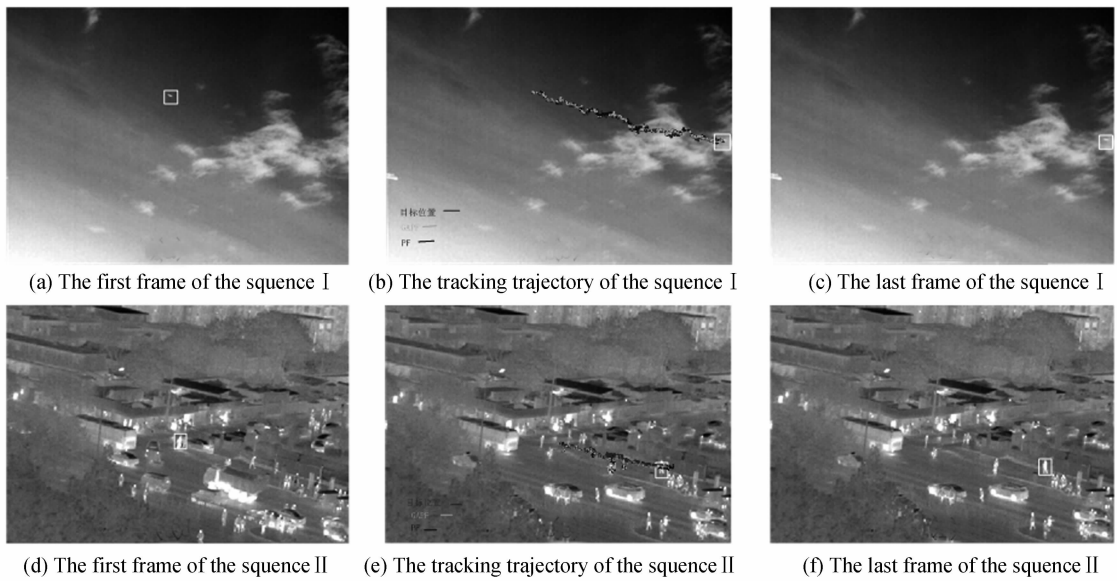 目标位置
PF
(a) The first frame of the squence Ⅰ
(b) The tracking trajectory of the squence Ⅰ
(c) The last frame of the squence Ⅰ
PF
(d) The first frame of the squence Ⅱ
(e) The tracking trajectory of the squence Ⅱ
(f) The last frame of the squence Ⅱ